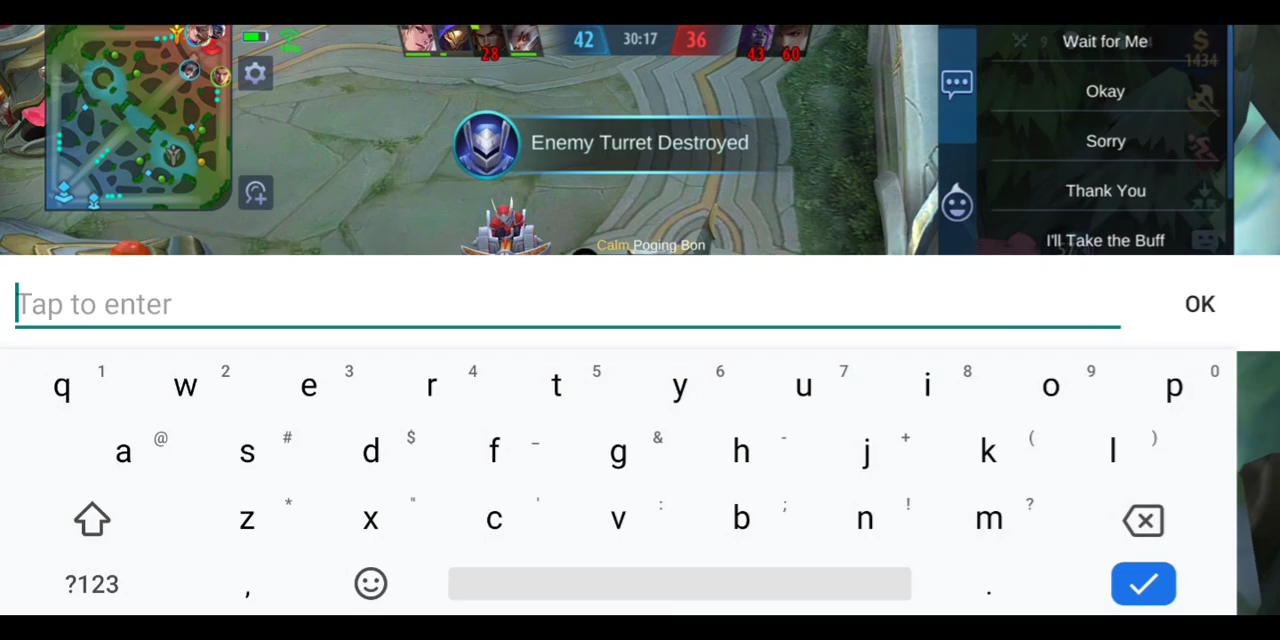 42 30:17 36
28
43 60
Wait for Me
1434
Okay
Enemy Turret Destroyed
Sorry
Thank You
Calm Poging Bon
I'll Take the Buff
Tap to enter
OK
q 1 w 2 e 3 r 4 t 5 y 6 u 7 i 8 o 9 p 0
a @ s # d $ f _ g & h - j + k ( l )
z * x " c ' v : b ; n ! m ?
?123 , .